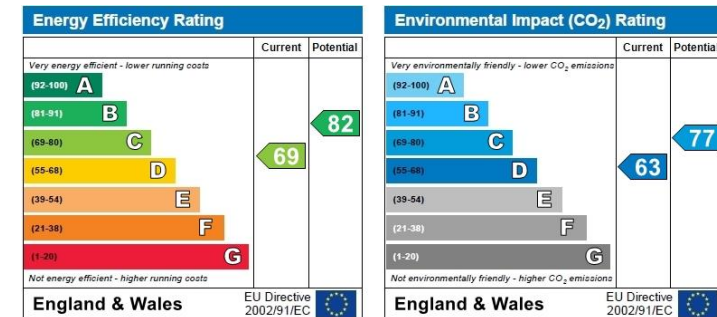 Energy Efficiency Rating
Current Potential
Very energy efficient - lower running costs
(92-100) A
(81-91) B
82
(69-80) C
69
(55-68) D
(39-54) E
(21-38) F
(1-20) G
Not energy efficient - higher running costs
England & Wales
EU Directive
2002/91/EC
Environmental Impact (CO2) Rating
Current Potential
Very environmentally friendly - lower CO2 emissions
(92-100) A
(81-91) B
(69-80) C
77
(55-68) D
63
(39-54) E
(21-38) F
(1-20) G
Not environmentally friendly - higher CO2 emissions
England & Wales
EU Directive
2002/91/EC